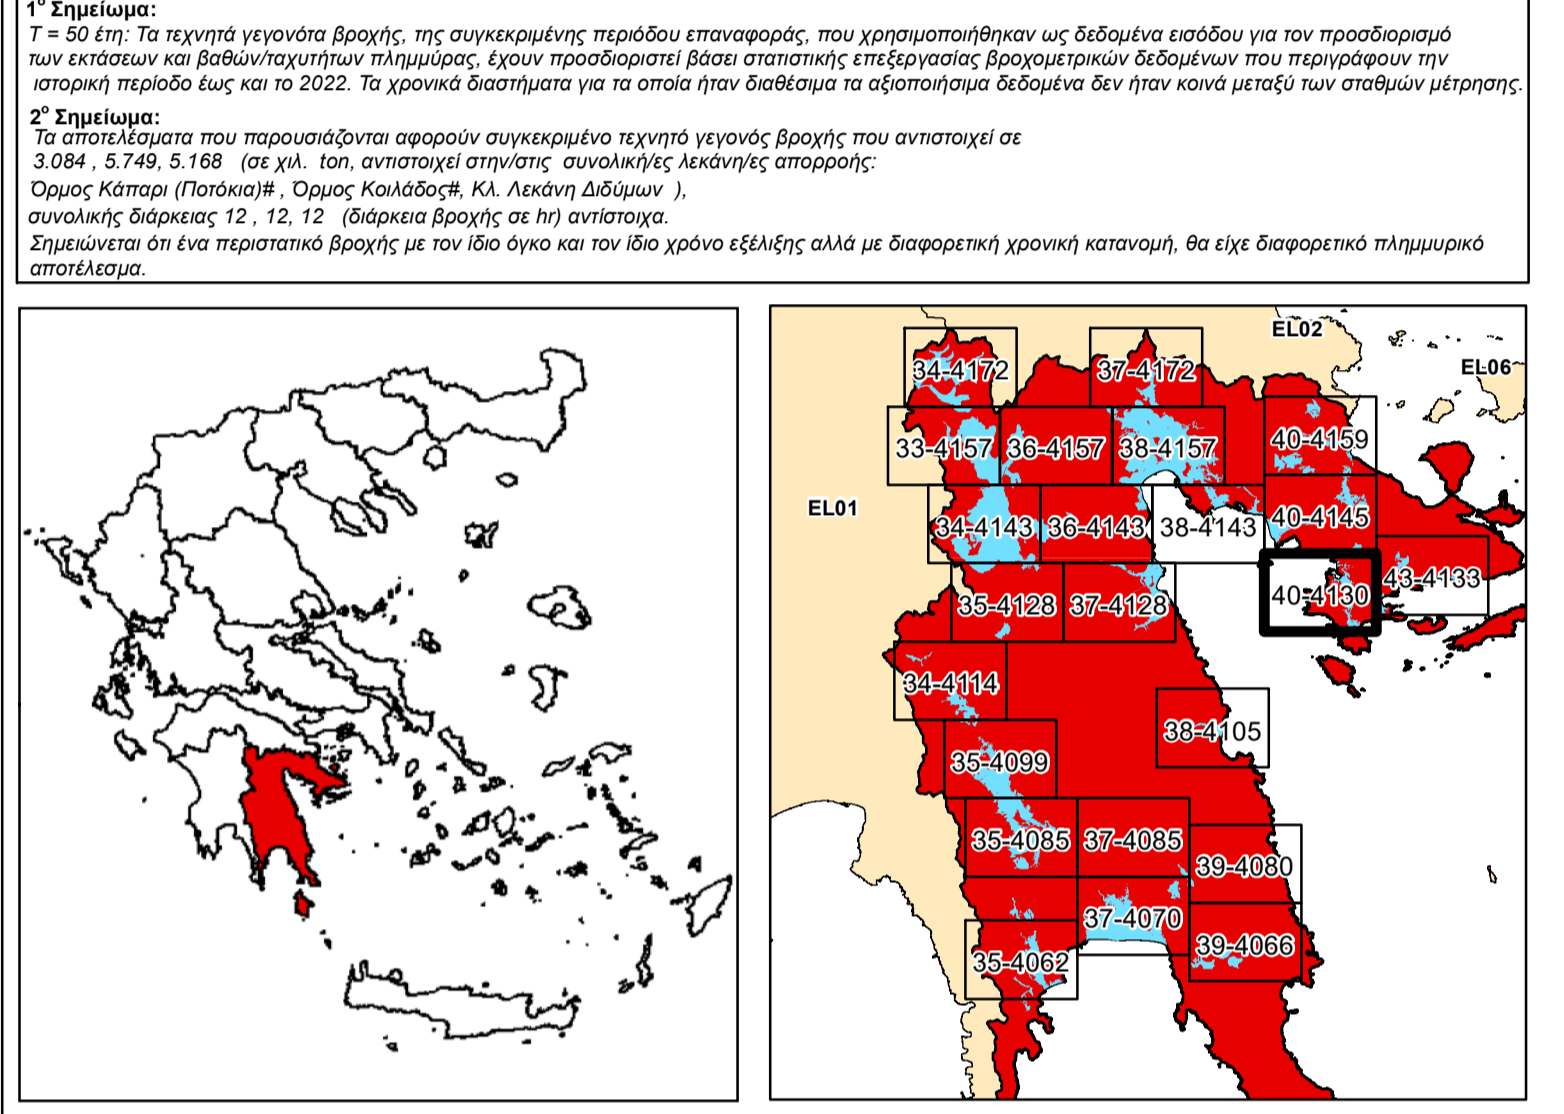 1ο Σημείωμα:
T = 50 έτη: Τα τεχνητά γεγονότα βροχής, της συγκεκριμένης περιόδου επαναφοράς, που χρησιμοποιήθηκαν ως δεδομένα εισόδου για τον προσδιορισμό
των εκτάσεων και βαθών/ταχυτήτων πλημμύρας, έχουν προσδιοριστεί βάσει στατιστικής επεξεργασίας βροχομετρικών δεδομένων που περιγράφουν την
ιστορική περίοδο έως και το 2022. Τα χρονικά διαστήματα για τα οποία ήταν διαθέσιμα τα αξιοποιήσιμα δεδομένα δεν ήταν κοινά μεταξύ των σταθμών μέτρησης.
2ο Σημείωμα:
Τα αποτελέσματα που παρουσιάζονται αφορούν συγκεκριμένο τεχνητό γεγονός βροχής που αντιστοιχεί σε
3.084 , 5.749, 5.168 (σε χιλ. ton, αντιστοιχεί στην/στις συνολική/ες λεκάνη/ες απορροής:
Όρμος Κάπαρι (Ποτόκια)# , Όρμος Κοιλάδος#, Κλ. Λεκάνη Διδύμων ),
συνολικής διάρκειας 12 , 12, 12 (διάρκεια βροχής σε hr) αντίστοιχα.
Σημειώνεται ότι ένα περιστατικό βροχής με τον ίδιο όγκο και τον ίδιο χρόνο εξέλιξης αλλά με διαφορετική χρονική κατανομή, θα είχε διαφορετικό πλημμυρικό
αποτέλεσμα.
EL02
EL06
34-4172
37-4172
33-4157
36-4157
38-4157
40-4159
EL01
34-4143
36-4143
38-4143
40-4145
35-4128
37-4128
40-4130
43-4133
34-4114
38-4105
35-4099
35-4085
37-4085
39-4080
37-4070
39-4066
35-4062